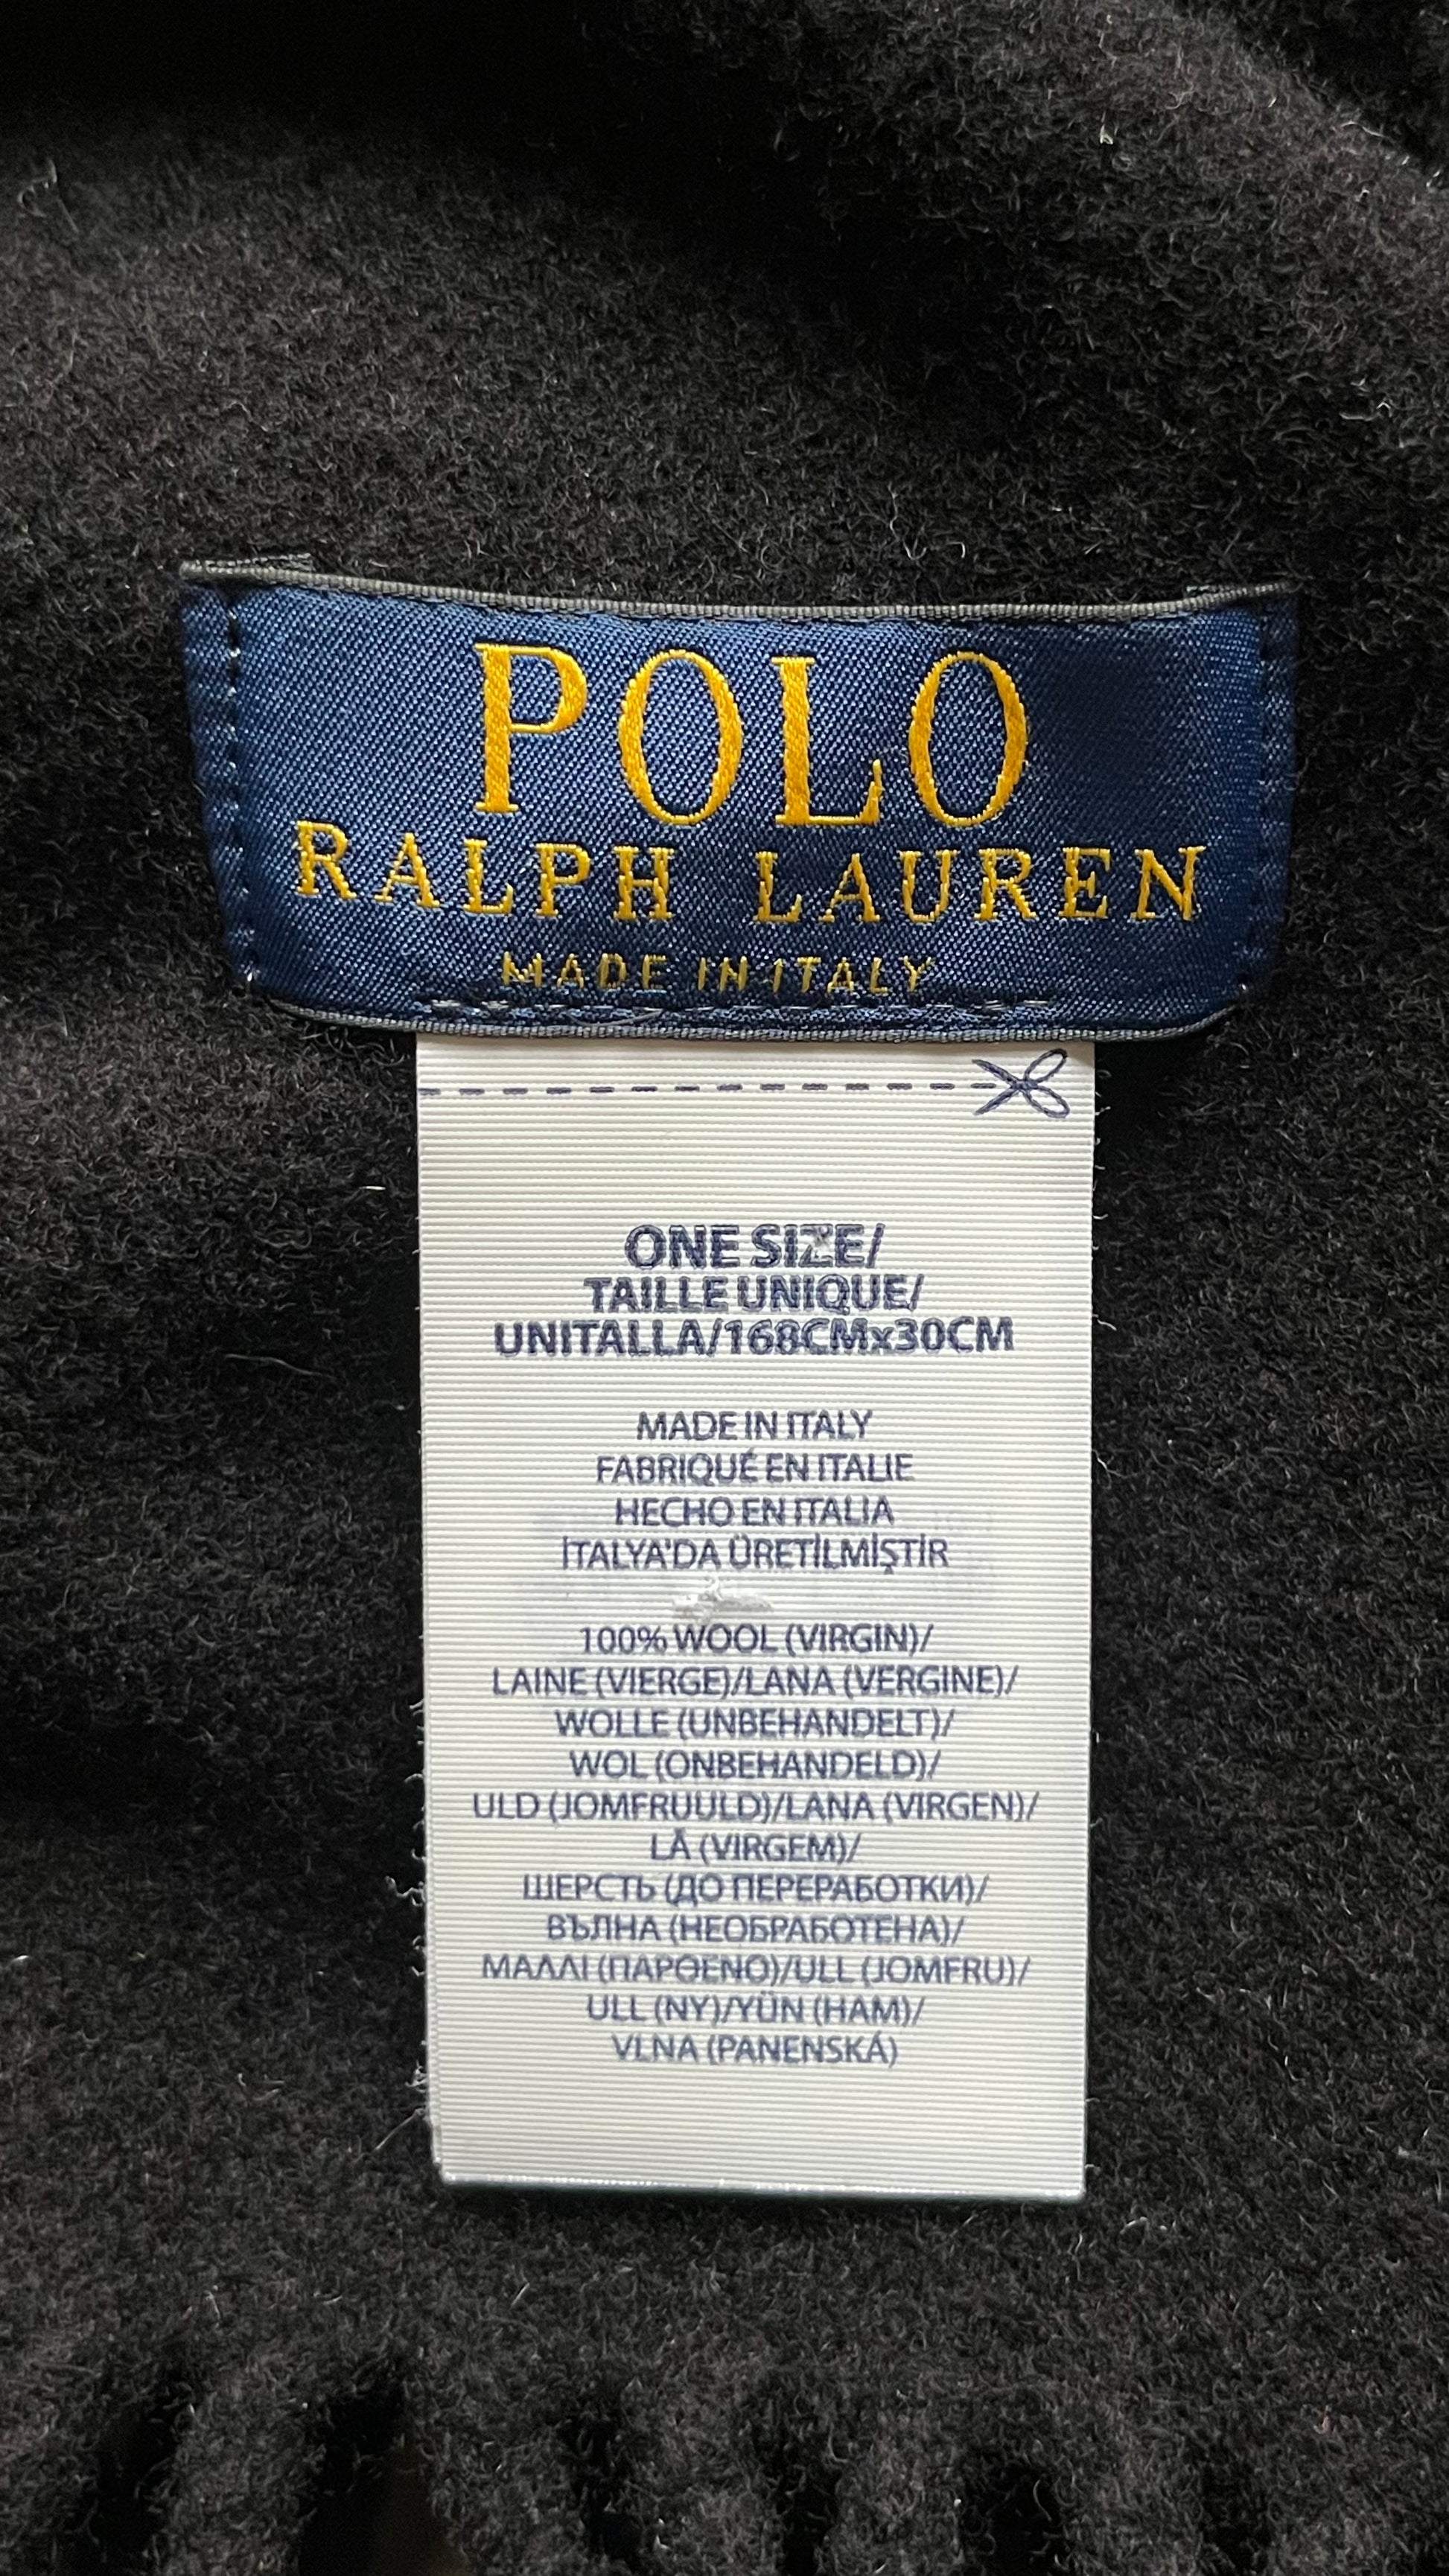 POLO
RALPH LAUREN
MADE IN ITALY
ONE SIZE/
TAILLE UNIQUE/
UNITALLA/168CMx30CM
MADE IN ITALY
FABRIQUÉ EN ITALIE
HECHO EN ITALIA
İTALYA'DA ÜRETİLMİŞTİR
100% WOOL (VIRGIN)/
LAINE (VIERGE)/LANA (VERGINE)/
WOLLE (UNBEHANDELT)/
WOL (ONBEHANDELD)/
ULD (JOMFRUULD)/LANA (VIRGEN)/
LÃ (VIRGEM)/
ШЕРСТЬ (ДО ПЕРЕРАБОТКИ)/
ВЪЛНА (НЕОБРАБОТЕНА)/
ΜΑΛΛΙ (ΠΑΡΘΕΝΟ)/ULL (JOMFRU)/
ULL (NY)/YÜN (HAM)/
VLNA (PANENSKÁ)